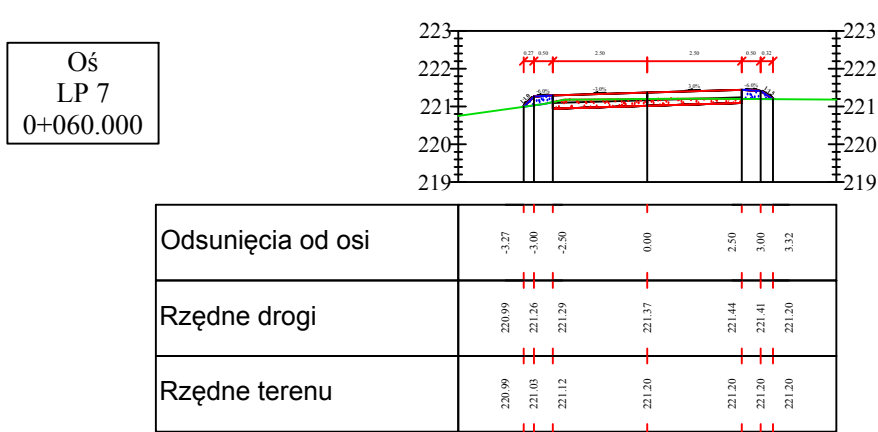 Oś
LP 7
0+060.000
223 223
222 222
221 221
220 220
219 219
0.27 0.50 2.50 2.50 0.50 0.32
-6.0% -3.0% 3.0% -6.0%
Odsunięcia od osi -3.27 -3.00 -2.50 0.00 2.50 3.00 3.32
Rzędne drogi 220.99 221.26 221.29 221.37 221.44 221.41 221.20
Rzędne terenu 220.99 221.03 221.12 221.20 221.20 221.20 221.20